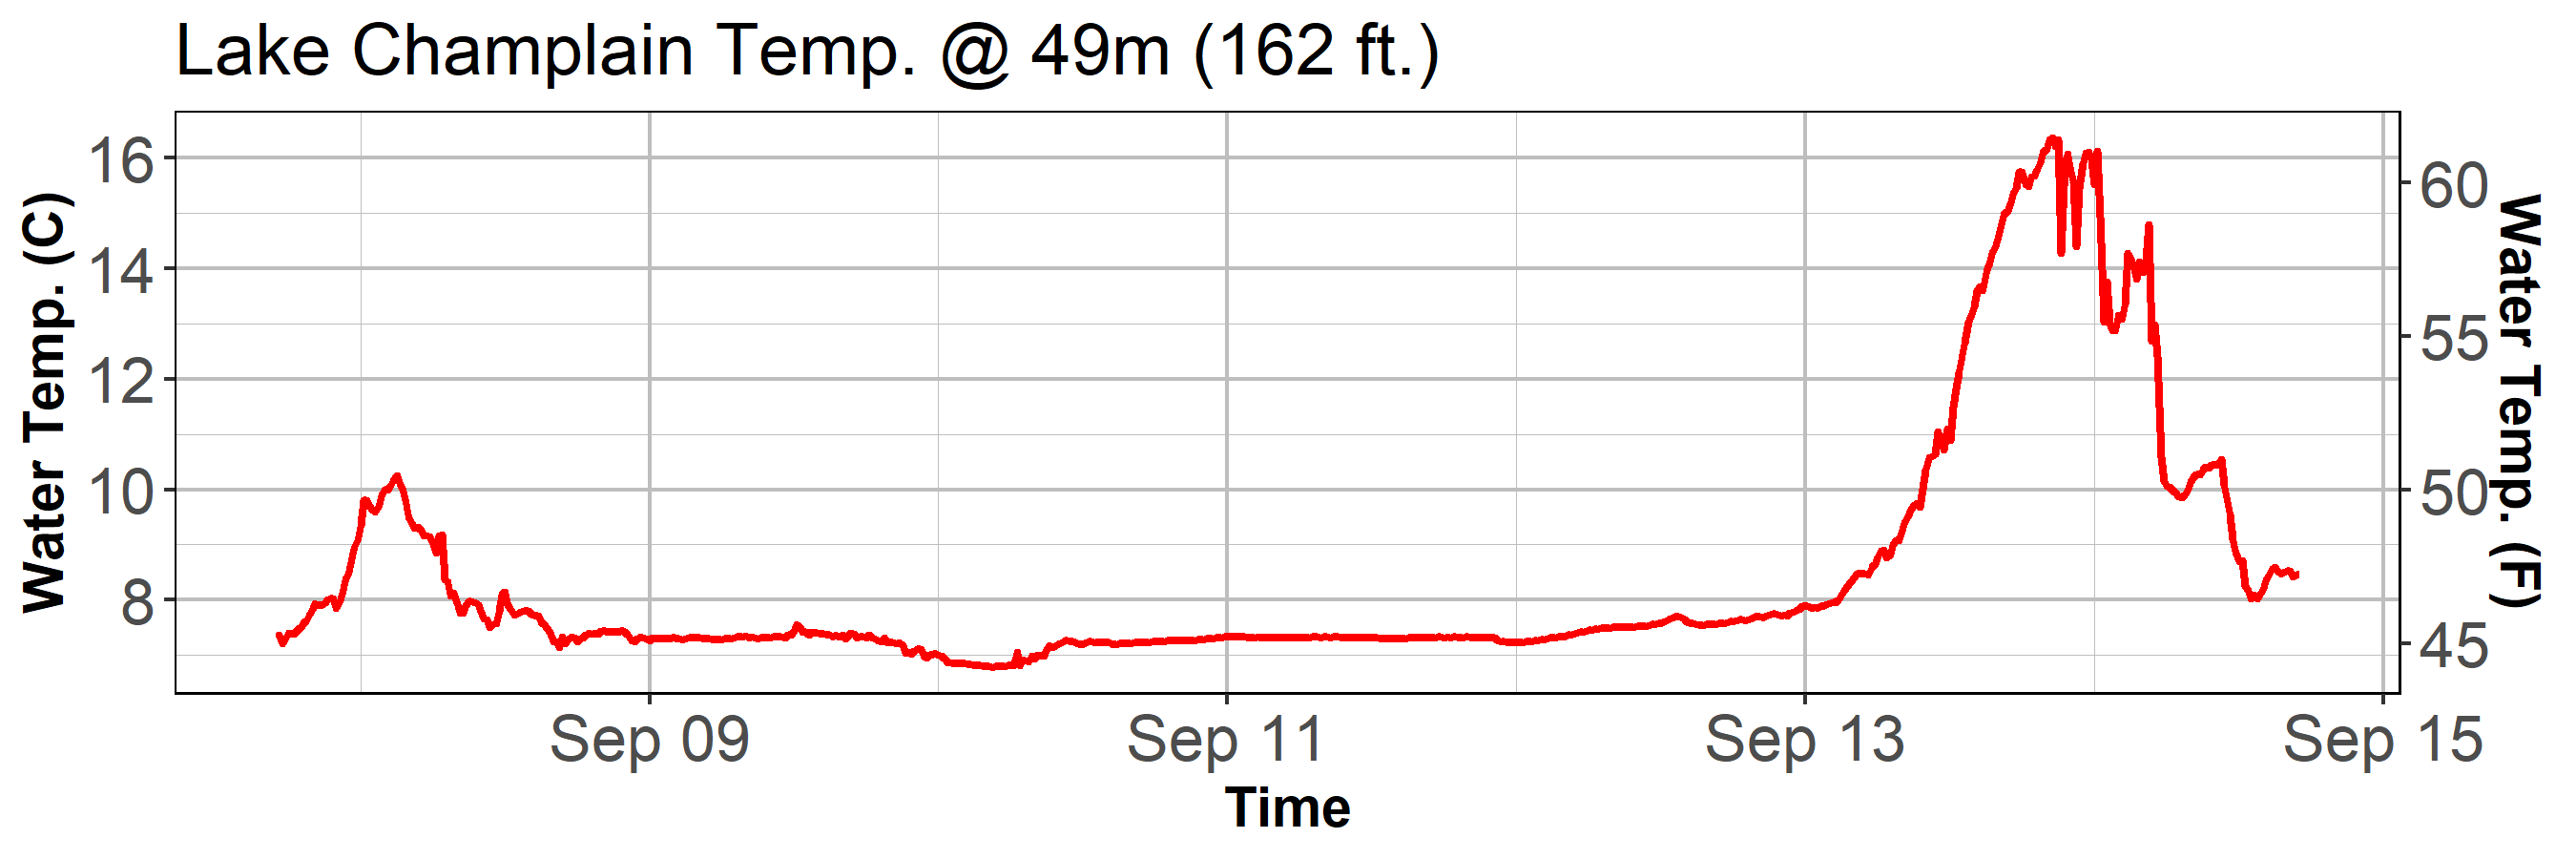 Lake Champlain Temp. @ 49m (162 ft.)
Water Temp. (C)
16
14
12
10
8
60
55
50
45
Water Temp. (F)
Sep 09
Sep 11
Sep 13
Sep 15
Time